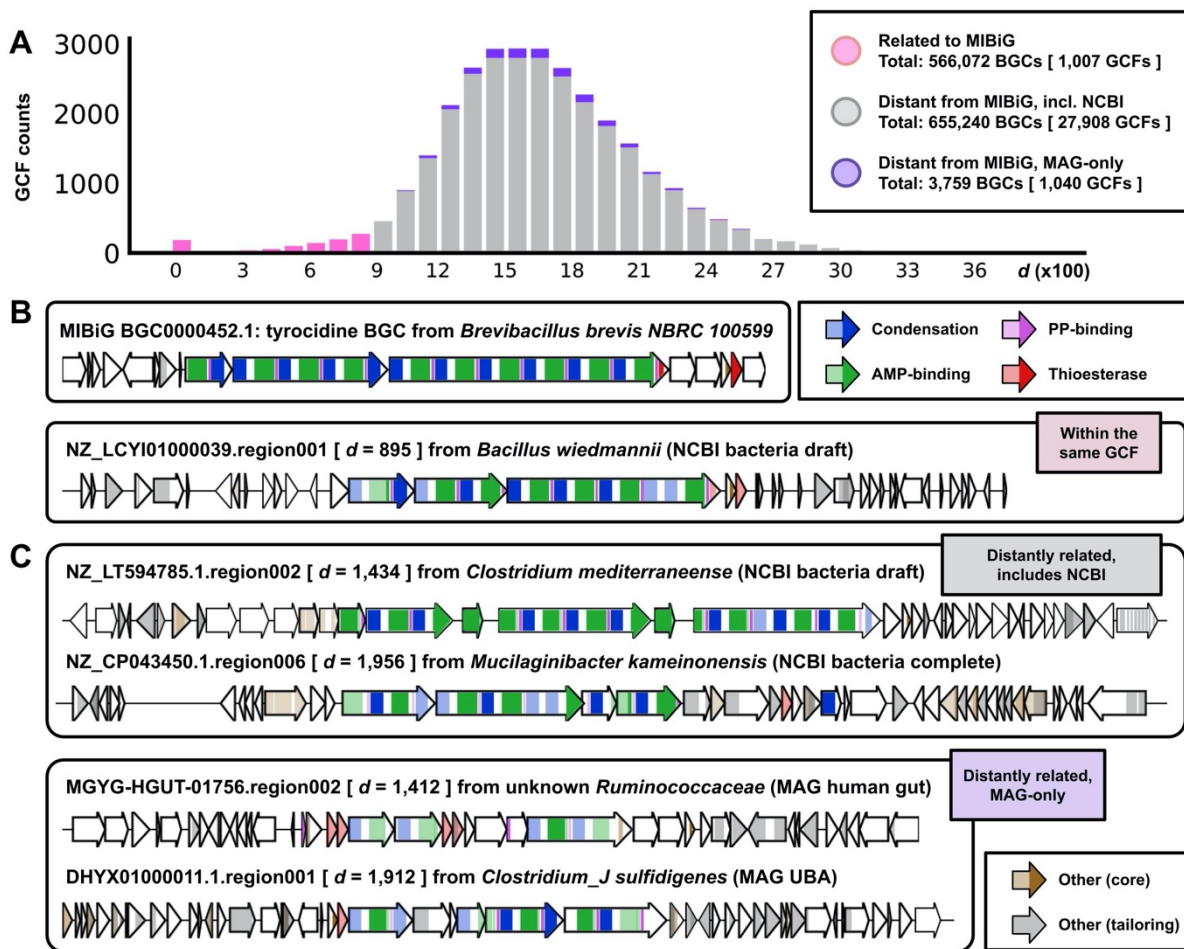 A
3000
2000
1000
0
GCF counts
0 3 6 9 12 15 18 21 24 27 30 33 36 d (x100)
Related to MIBiG
Total: 566,072 BGCs [ 1,007 GCFs ]
Distant from MIBiG, incl. NCBI
Total: 655,240 BGCs [ 27,908 GCFs ]
Distant from MIBiG, MAG-only
Total: 3,759 BGCs [ 1,040 GCFs ]
B
MIBiG BGC0000452.1: tyrocidine BGC from Brevibacillus brevis NBRC 100599
Condensation
PP-binding
AMP-binding
Thioesterase
NZ_LCYI01000039.region001 [ d = 895 ] from Bacillus wiedmannii (NCBI bacteria draft)
Within the
same GCF
C
NZ_LT594785.1.region002 [ d = 1,434 ] from Clostridium mediterraneense (NCBI bacteria draft)
Distantly related,
includes NCBI
NZ_CP043450.1.region006 [ d = 1,956 ] from Mucilaginibacter kameinonensis (NCBI bacteria complete)
MGYG-HGUT-01756.region002 [ d = 1,412 ] from unknown Ruminococcaceae (MAG human gut)
Distantly related,
MAG-only
DHYX01000011.1.region001 [ d = 1,912 ] from Clostridium_J sulfidigenes (MAG UBA)
Other (core)
Other (tailoring)